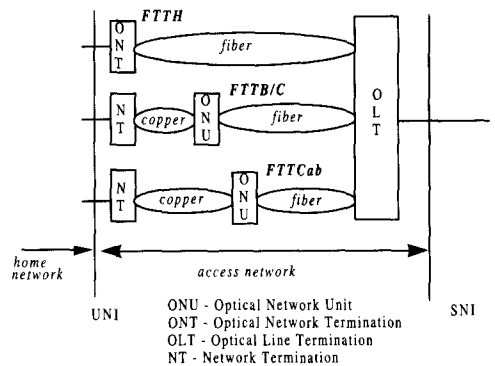 FTTH
ONT
fiber
FTTB/C
NT
copper
ONU
fiber
OLT
FTTCab
NT
copper
ONU
fiber
home
network
access network
UNI
SNI
ONU - Optical Network Unit
ONT - Optical Network Termination
OLT - Optical Line Termination
NT - Network Termination